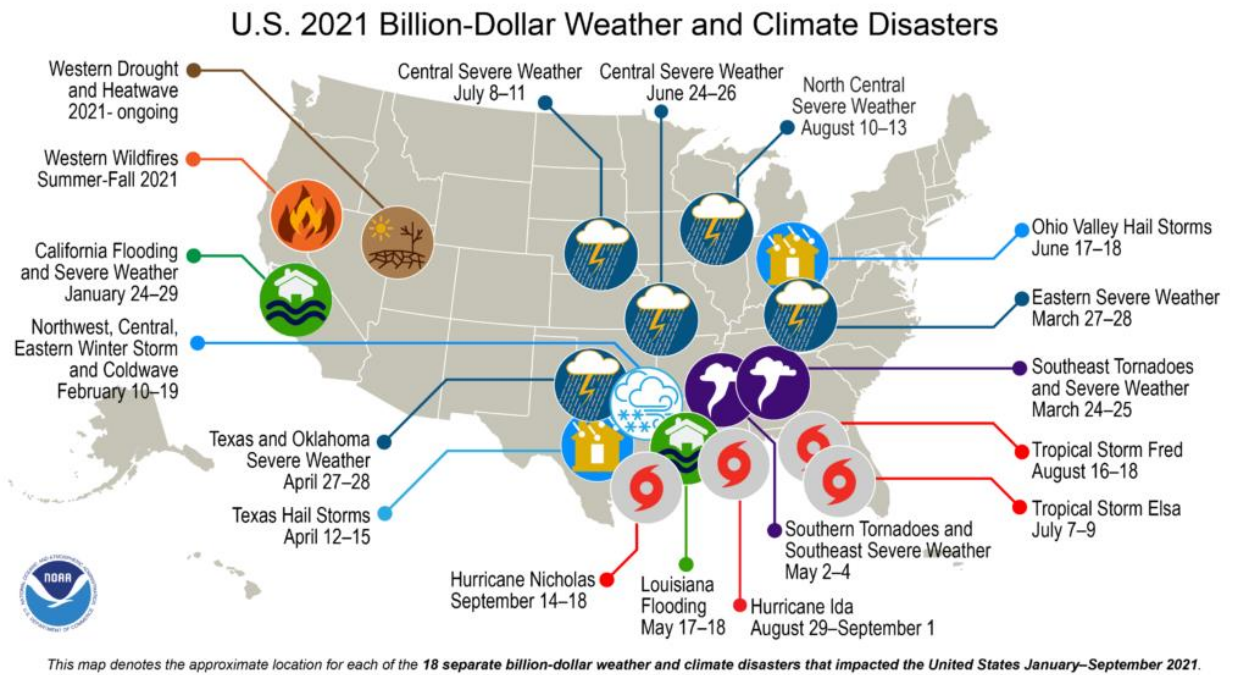 U.S. 2021 Billion-Dollar Weather and Climate Disasters
Western Drought
and Heatwave
2021- ongoing
Central Severe Weather
July 8–11
Central Severe Weather
June 24–26
North Central
Severe Weather
August 10–13
Western Wildfires
Summer-Fall 2021
California Flooding
and Severe Weather
January 24–29
Northwest, Central,
Eastern Winter Storm
and Coldwave
February 10–19
Ohio Valley Hail Storms
June 17–18
Eastern Severe Weather
March 27–28
Southeast Tornadoes
and Severe Weather
March 24–25
Texas and Oklahoma
Severe Weather
April 27–28
Texas Hail Storms
April 12–15
Tropical Storm Fred
August 16–18
Tropical Storm Elsa
July 7–9
Southern Tornadoes and
Southeast Severe Weather
May 2–4
Hurricane Nicholas
September 14–18
Louisiana
Flooding
May 17–18
Hurricane Ida
August 29–September 1
NOAA
This map denotes the approximate location for each of the 18 separate billion-dollar weather and climate disasters that impacted the United States January–September 2021.